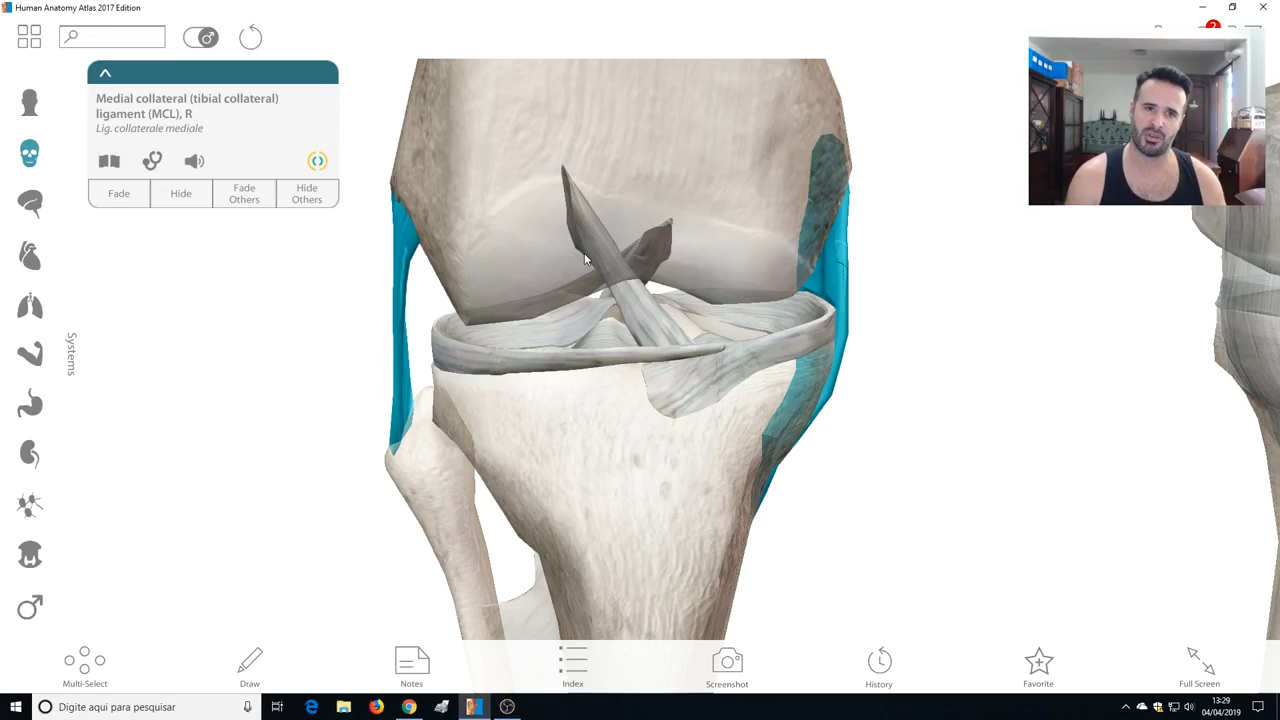 Human Anatomy Atlas 2017 Edition
2
Medial collateral (tibial collateral)
ligament (MCL), R
Lig. collaterale mediale
Fade
Hide
Fade
Others
Hide
Others
Systems
Multi-Select
Draw
Notes
Index
Screenshot
History
Favorite
Full Screen
Digite aqui para pesquisar
13:29
04/04/2019